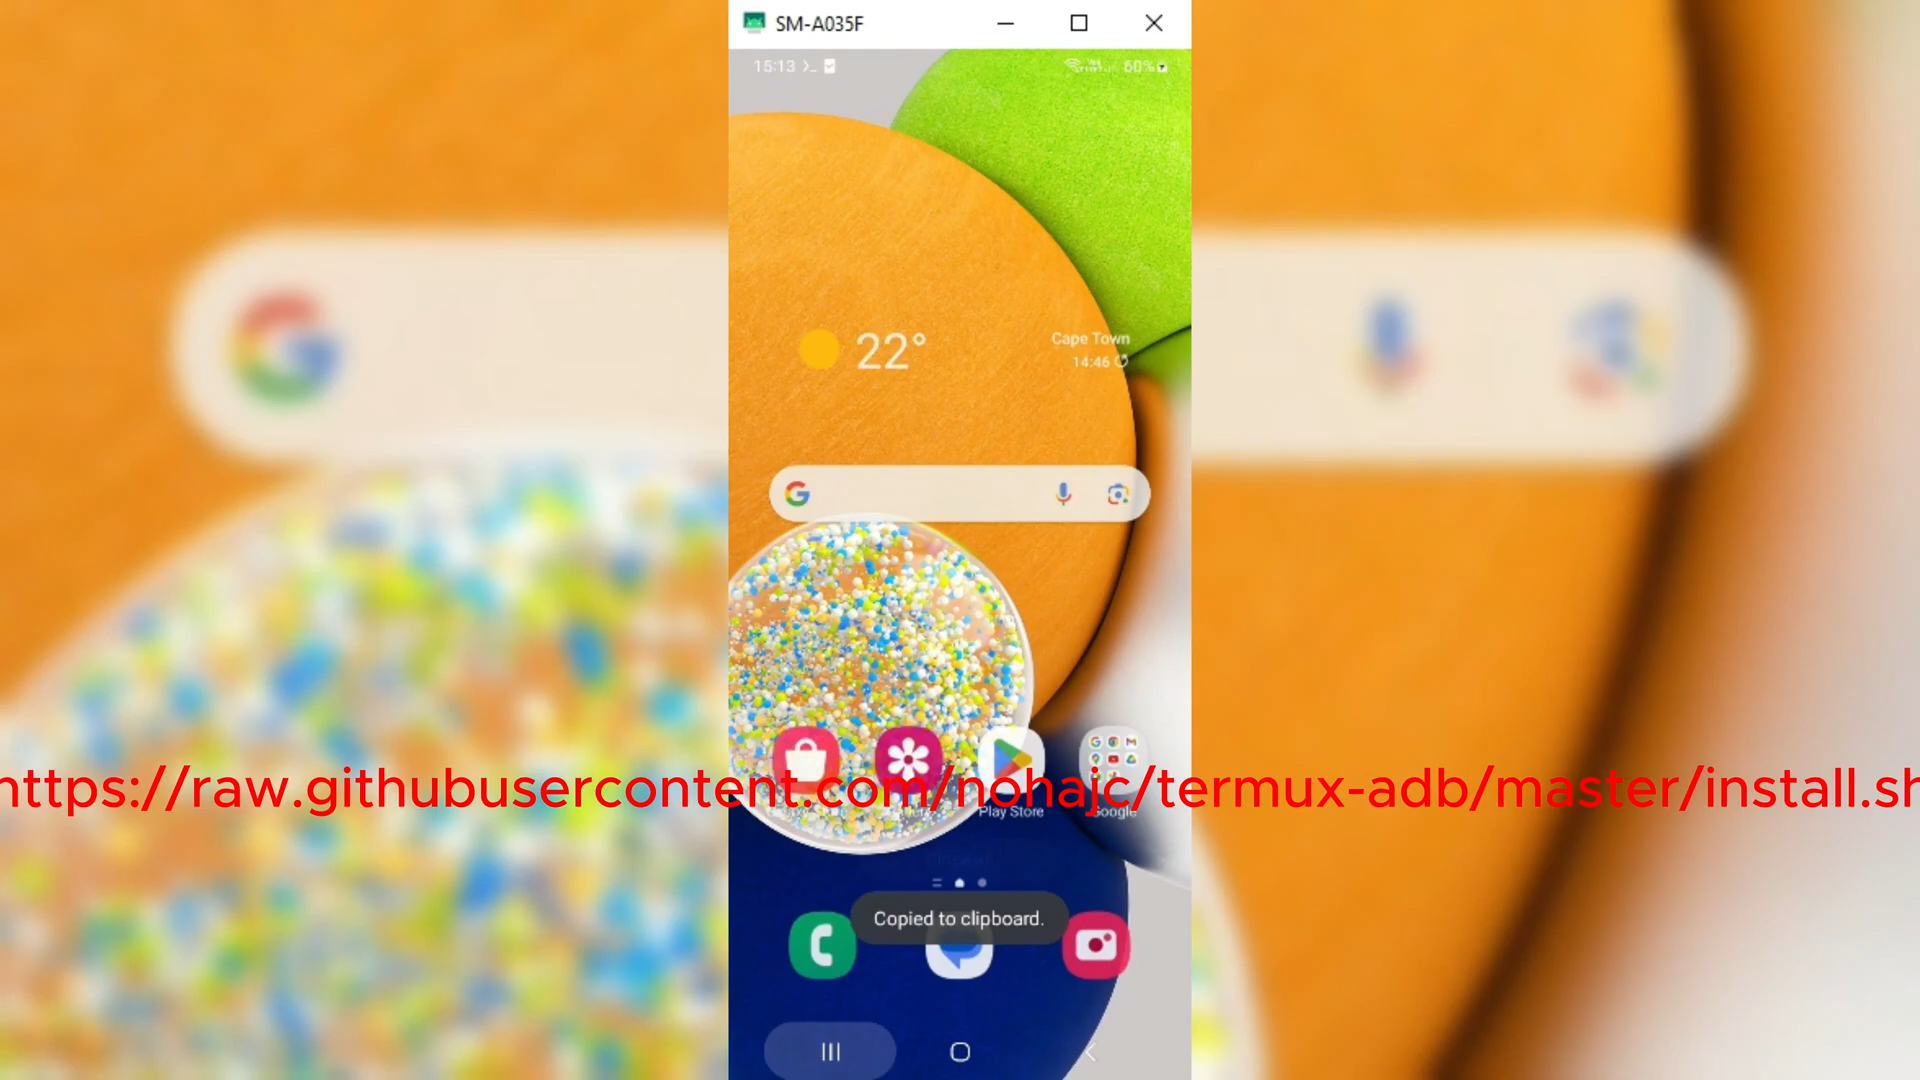 SM-A035F
15:13
60%
22°
Cape Town
14:46
https://raw.githubusercontent.com/nohajc/termux-adb/master/install.sh
Play Store
Google
Copied to clipboard.